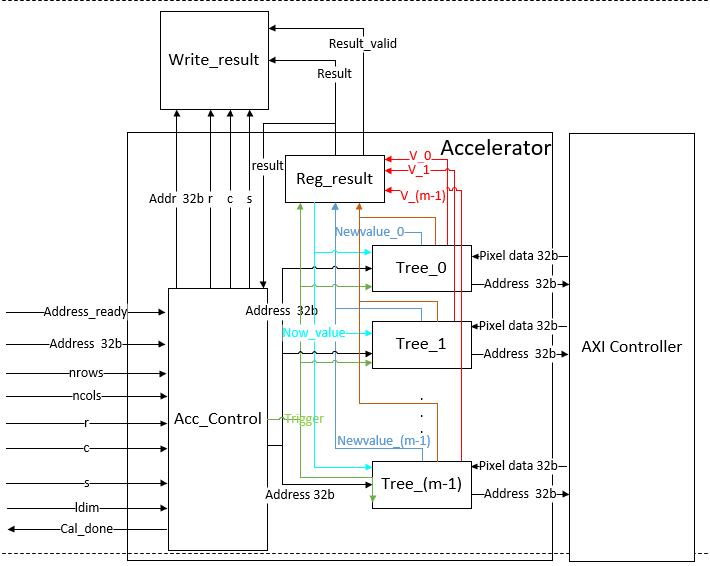 Write_result
Result_valid
Result
Accelerator
result
Reg_result
V_0
V_1
V_(m-1)
Addr 32b
r
c
s
Newvalue_0
Tree_0
Pixel data 32b
Address 32b
Address_ready
Address 32b
Address 32b
Now_value
Tree_1
Pixel data 32b
Address 32b
AXI Controller
nrows
ncols
r
Acc_Control
Trigger
.
.
.
c
Newvalue_(m-1)
Tree_(m-1)
Pixel data 32b
Address 32b
Address 32b
s
ldim
Cal_done